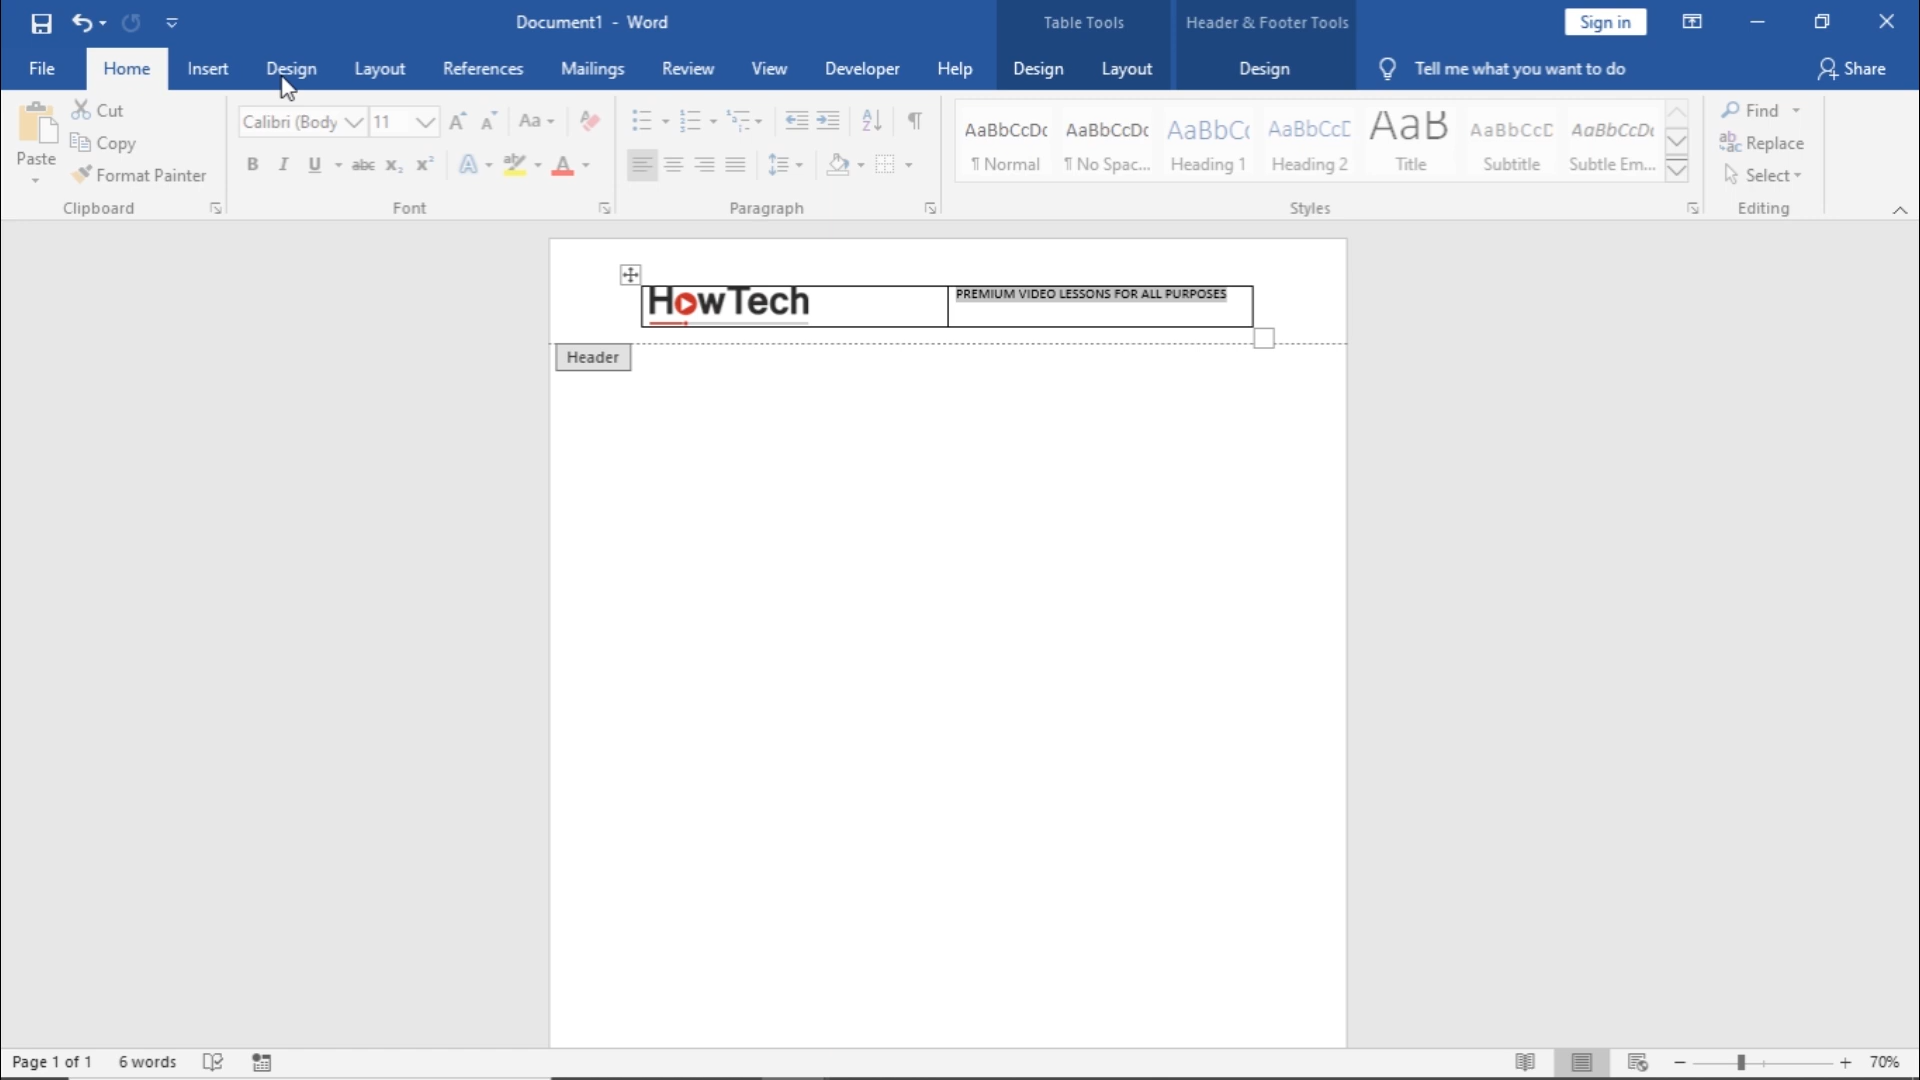 Document1 - Word
Table Tools
Header & Footer Tools
Sign in
File
Home
Insert
Design
Layout
References
Mailings
Review
View
Developer
Help
Design
Layout
Design
Tell me what you want to do
Share
Paste
Cut
Copy
Format Painter
Clipboard
Calibri (Body
11
Aa
B I U abc x₂ x²
A
Font
Paragraph
AaBbCcDc
¶ Normal
AaBbCcDc
¶ No Spac...
AaBbCc
Heading 1
AaBbCcE
Heading 2
AaB
Title
AaBbCcD
Subtitle
AaBbCcDc
Subtle Em...
Styles
Find
Replace
Select
Editing
HowTech
PREMIUM VIDEO LESSONS FOR ALL PURPOSES
Header
Page 1 of 1
6 words
70%